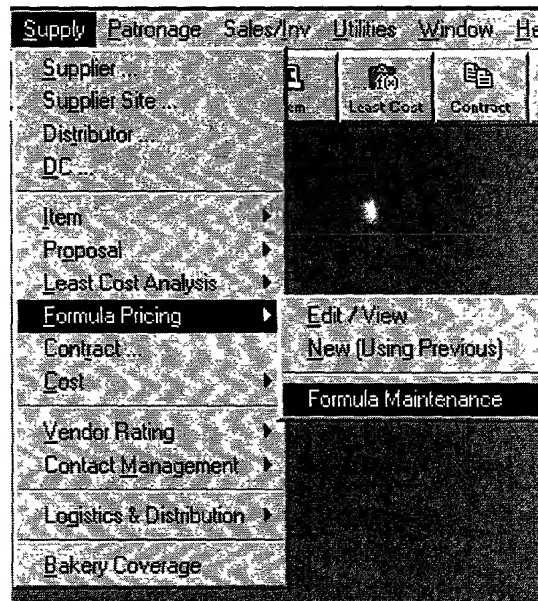 Supply Patronage Sales/Inv Utilities Window He
Supplier ...
Supplier Site ...
Distributor ...
DC ...
em Least Cost Contract
Item
Proposal
Least Cost Analysis
Formula Pricing
Contract ...
Cost
Edit / View
New (Using Previous)
Formula Maintenance
Vendor Rating
Contact Management
Logistics & Distribution
Bakery Coverage